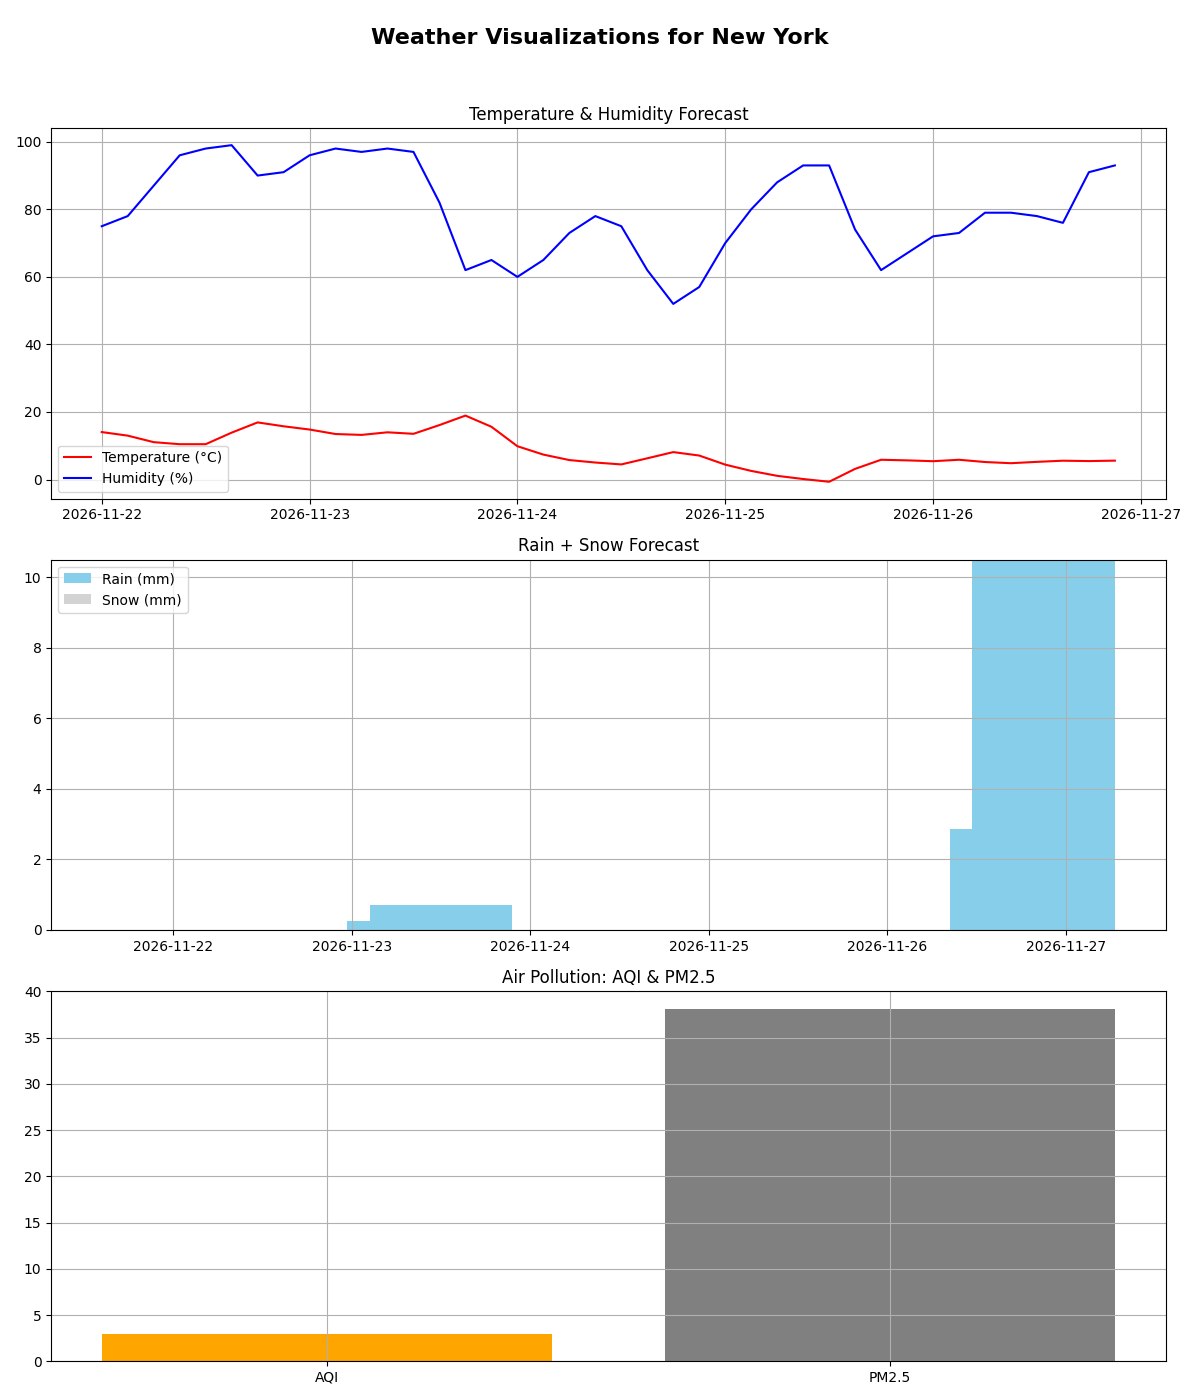 Weather Visualizations for New York
Temperature & Humidity Forecast
100
80
60
40
20
0
Temperature (°C)
Humidity (%)
2026-11-22 2026-11-23 2026-11-24 2026-11-25 2026-11-26 2026-11-27
Rain + Snow Forecast
Rain (mm)
Snow (mm)
10
8
6
4
2
0
2026-11-22 2026-11-23 2026-11-24 2026-11-25 2026-11-26 2026-11-27
Air Pollution: AQI & PM2.5
40
35
30
25
20
15
10
5
0
AQI PM2.5